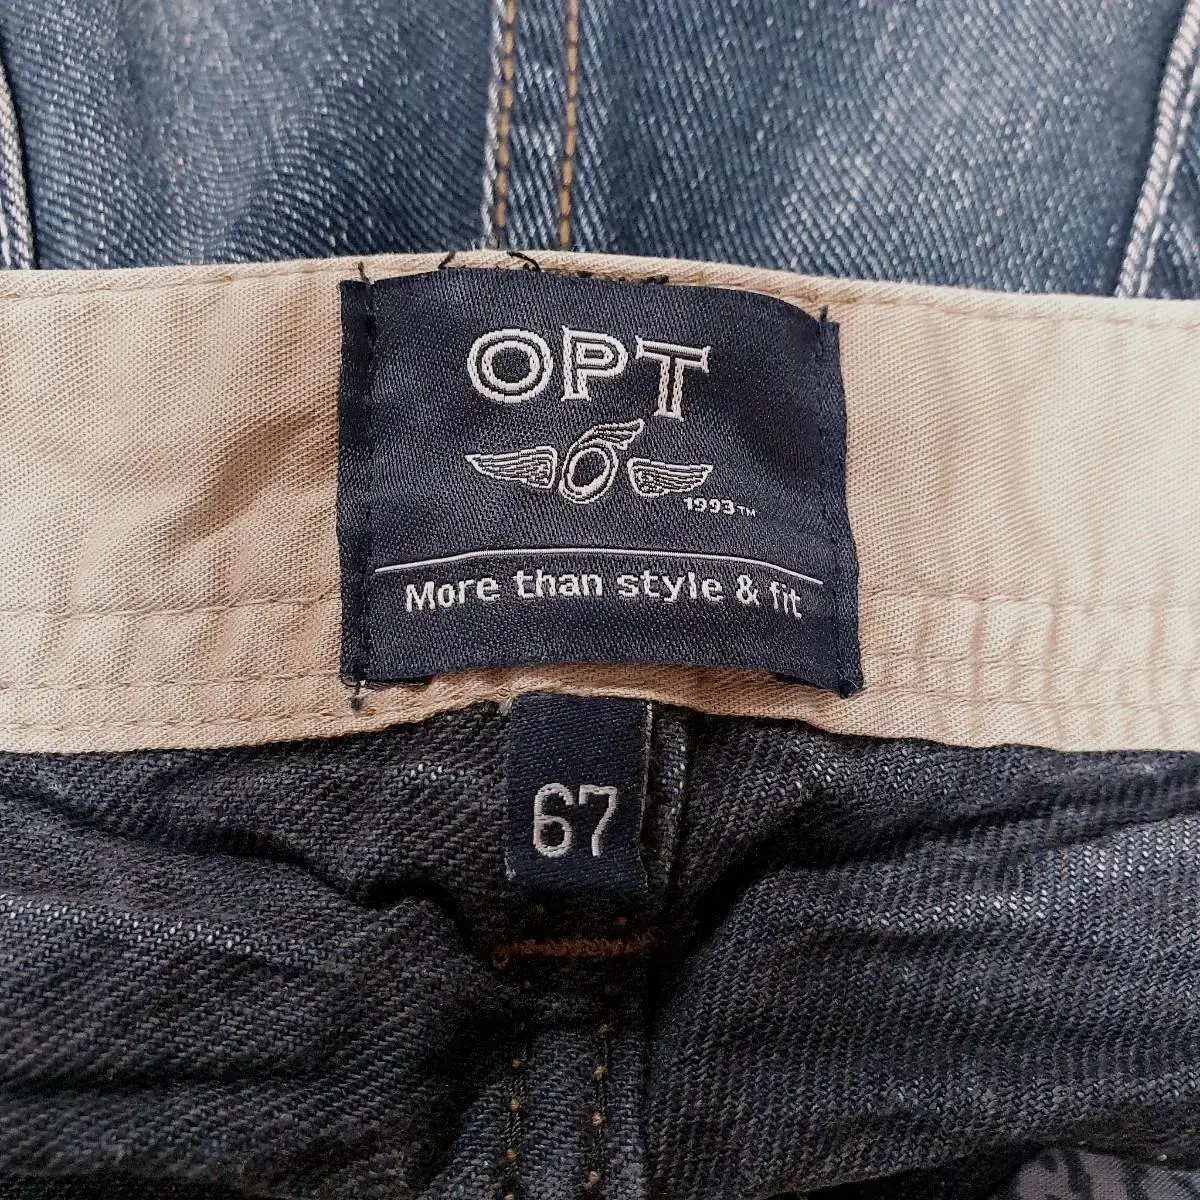 OPT
1993™
More than style & fit
67